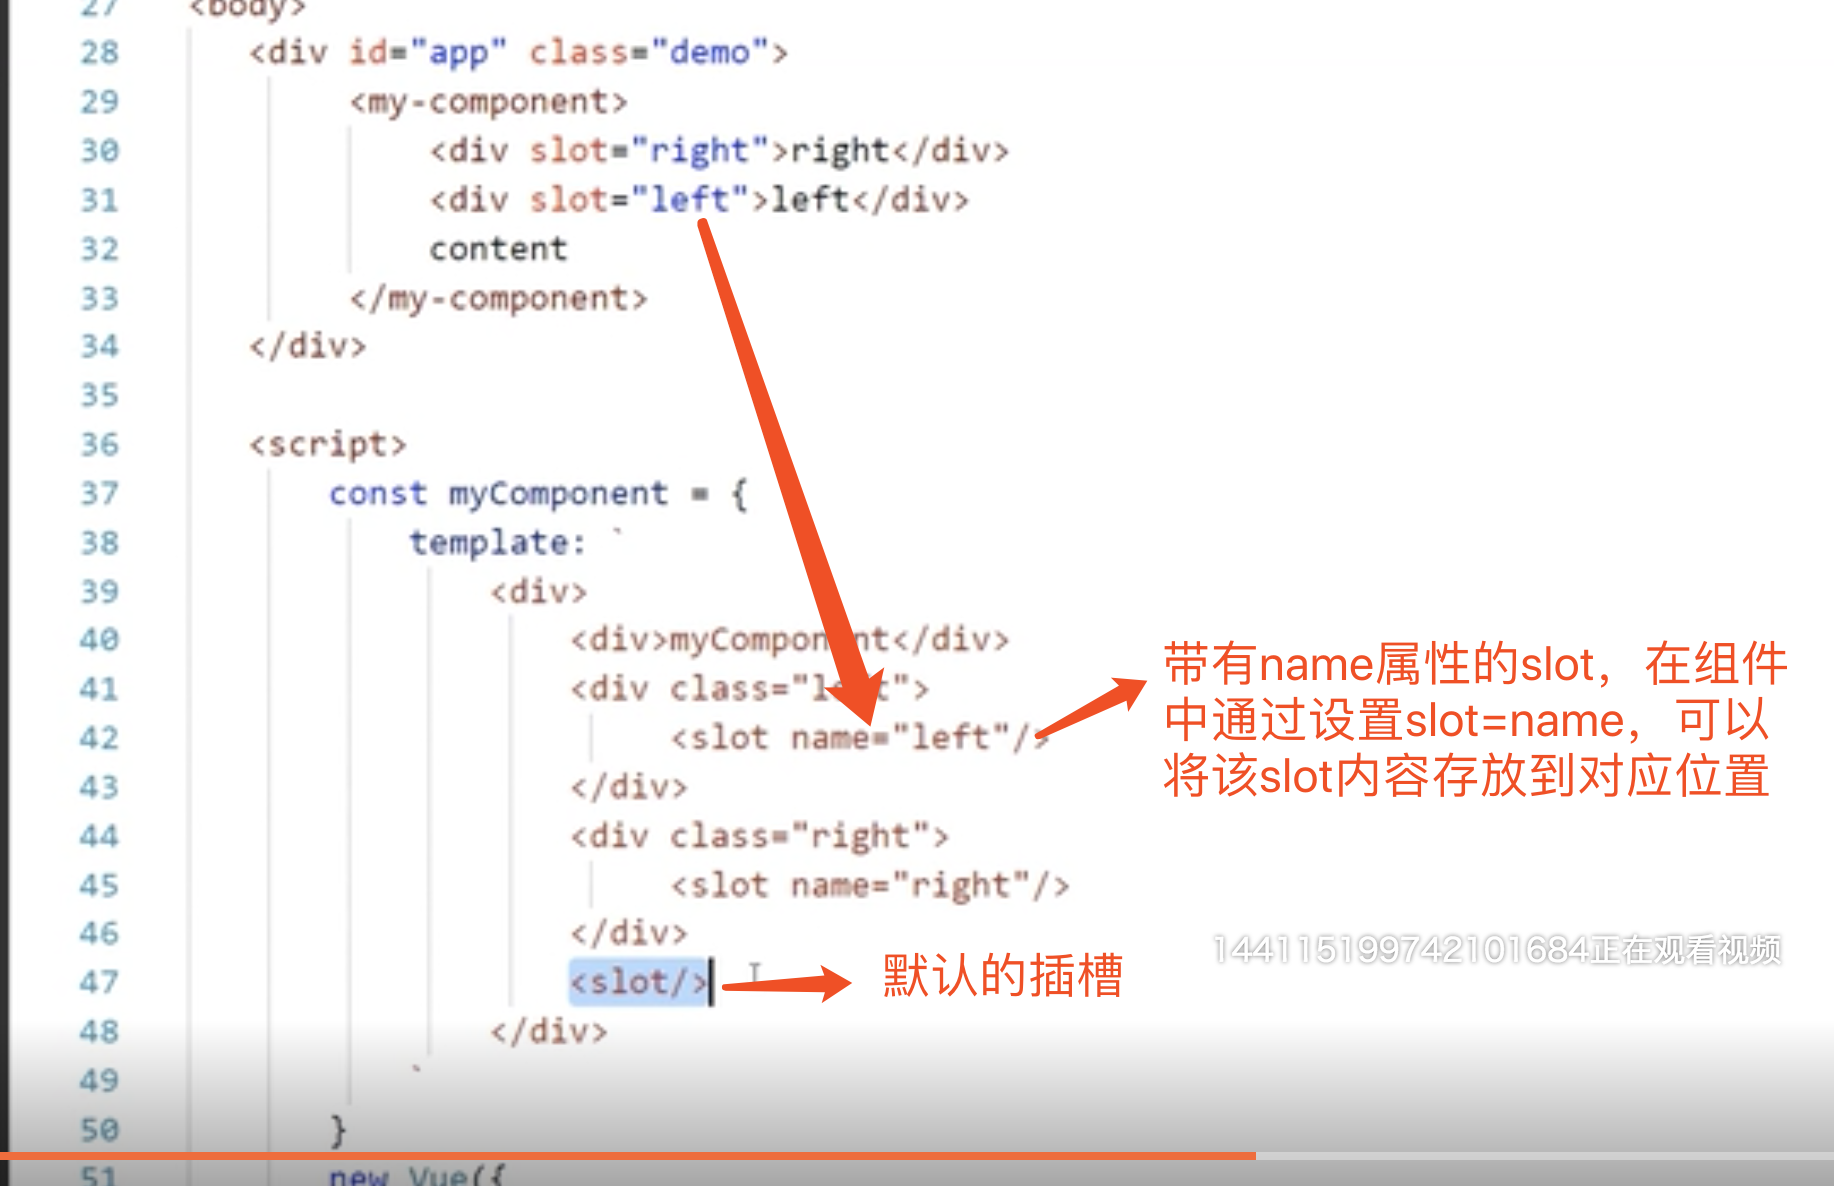 27 <body>
28 <div id="app" class="demo">
29 <my-component>
30 <div slot="right">right</div>
31 <div slot="left">left</div>
32 content
33 </my-component>
34 </div>
35
36 <script>
37 const myComponent = {
38 template: `
39 <div>
40 <div>myComponent</div>
41 <div class="left">
42 <slot name="left"/>
带有name属性的slot，在组件
中通过设置slot=name，可以
将该slot内容存放到对应位置
43 </div>
44 <div class="right">
45 <slot name="right"/>
46 </div>
1441151199742101684正在观看视频
47 <slot/> 默认的插槽
48 </div>
49 `
50 }
51 new Vue({